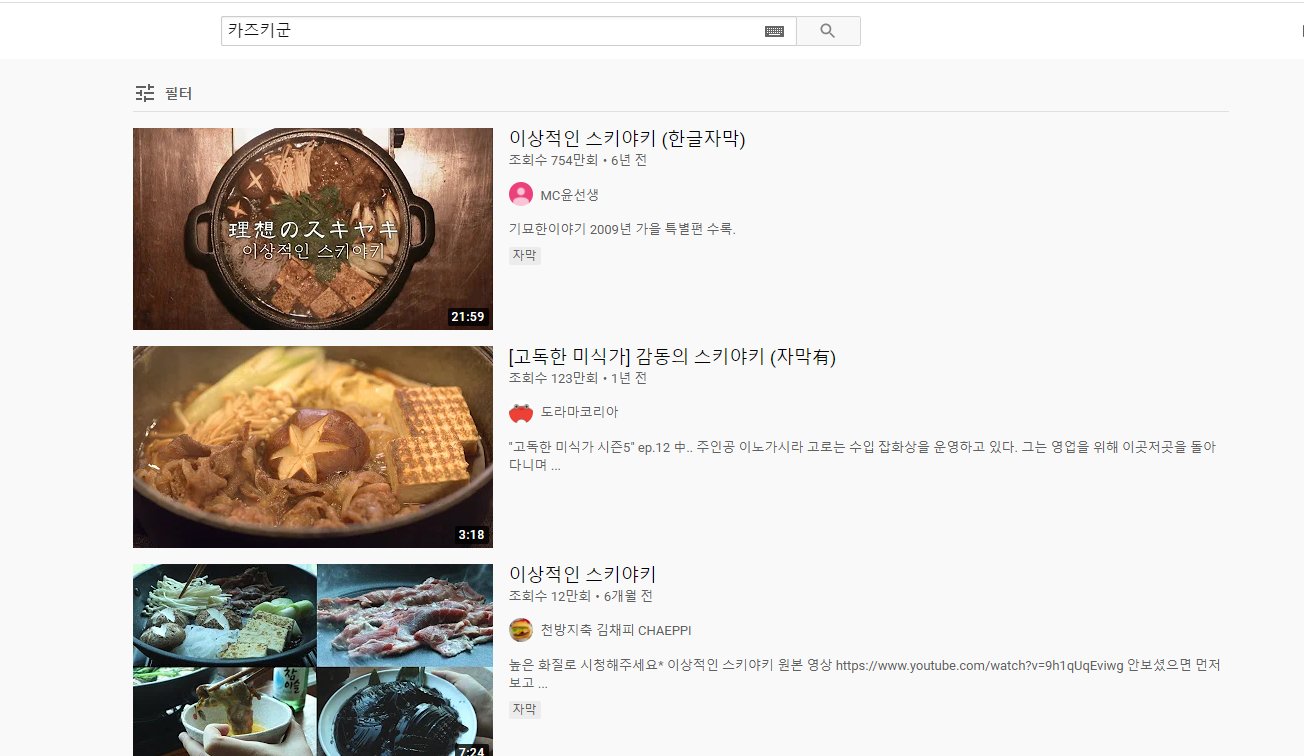 카즈키군
필터
이상적인 스키야키 (한글자막)
조회수 754만회 • 6년 전
MC윤선생
기묘한이야기 2009년 가을 특별편 수록.
자막
理想のスキヤキ
이상적인 스키야키
21:59
[고독한 미식가] 감동의 스키야키 (자막有)
조회수 123만회 • 1년 전
도라마코리아
"고독한 미식가 시즌5" ep.12 中.. 주인공 이노가시라 고로는 수입 잡화상을 운영하고 있다. 그는 영업을 위해 이곳저곳을 돌아
다니며 ...
3:18
이상적인 스키야키
조회수 12만회 • 6개월 전
천방지축 김채피 CHAEPPI
높은 화질로 시청해주세요* 이상적인 스키야키 원본 영상 https://www.youtube.com/watch?v=9h1qUqEviwg 안보셨으면 먼저
보고 ...
자막
참이슬
7:24